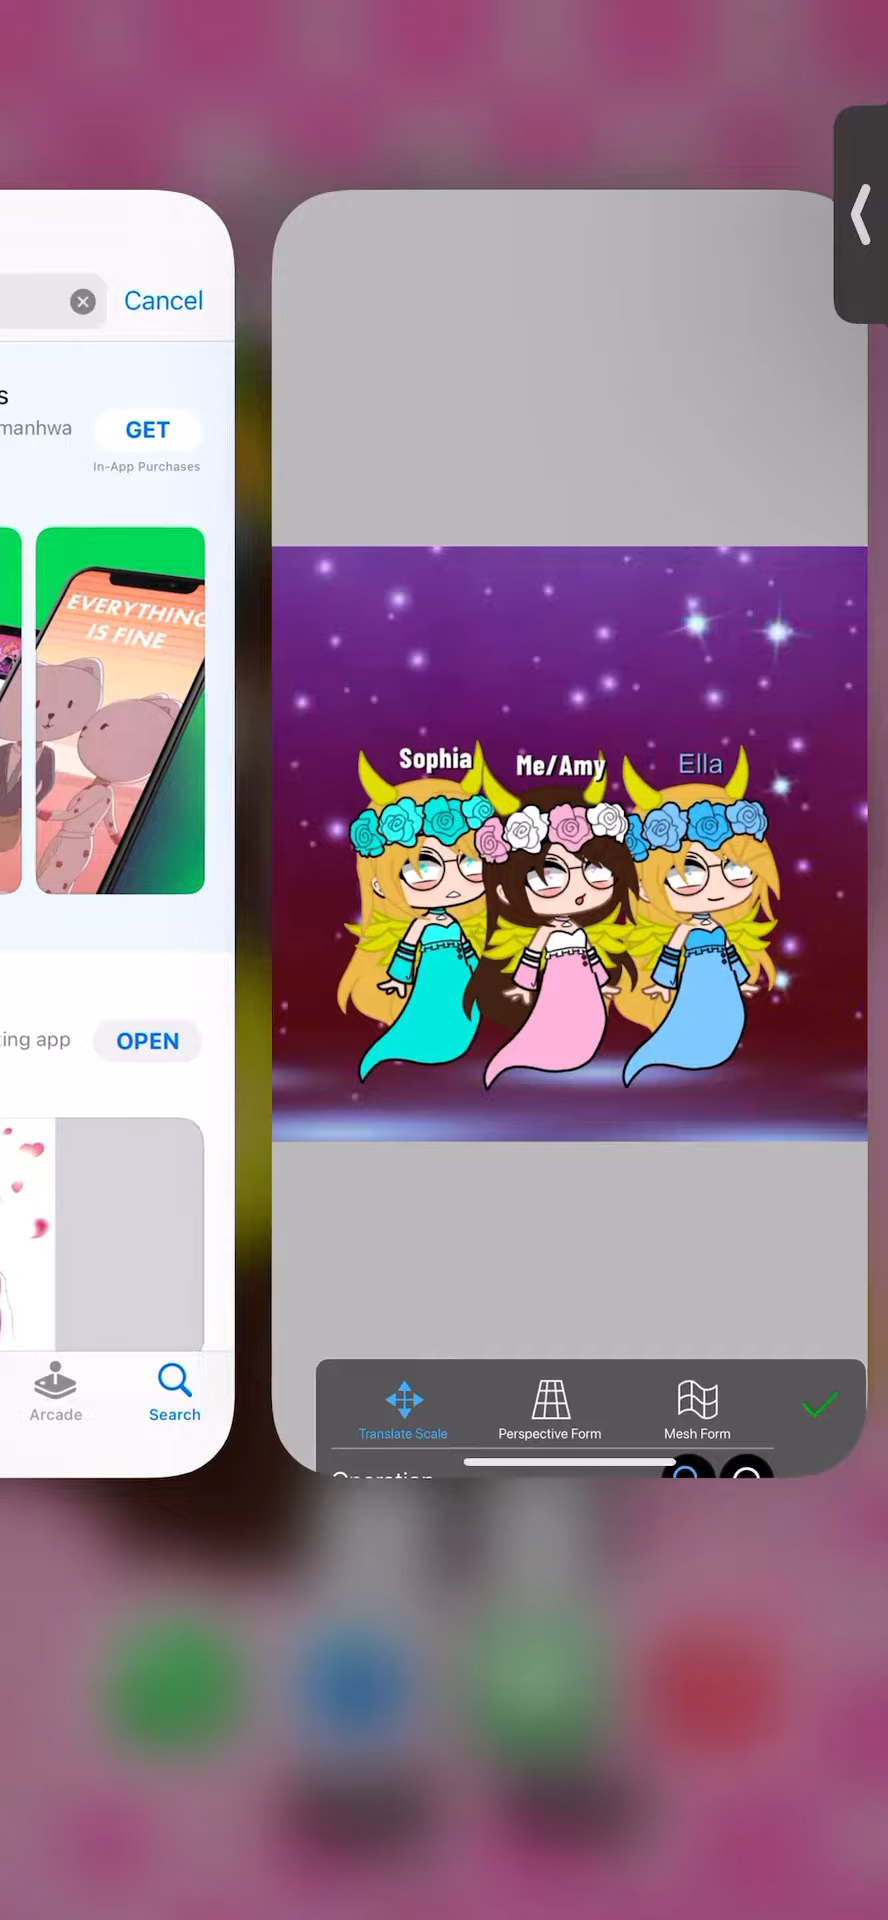 Cancel
s
manhwa
GET
In-App Purchases
EVERYTHING
IS FINE
ing app
OPEN
Arcade
Search
Sophia
Me/Amy
Ella
Translate Scale
Perspective Form
Mesh Form
Operation